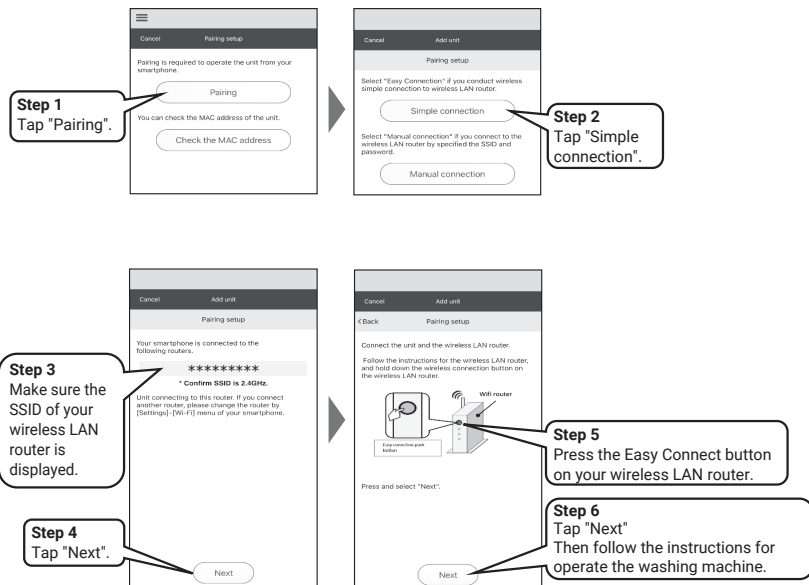 Cancel
Pairing setup
Pairing is required to operate the unit from your
smartphone.
Pairing
You can check the MAC address of the unit.
Check the MAC address
Step 1
Tap "Pairing".
Cancel
Add unit
Pairing setup
Select "Easy Connection" if you conduct wireless
simple connection to wireless LAN router.
Simple connection
Select "Manual connection" if you connect to the
wireless LAN router by specified the SSID and
password.
Manual connection
Step 2
Tap "Simple
connection".
Cancel
Add unit
Pairing setup
Your smartphone is connected to the
following routers.
*********
* Confirm SSID is 2.4GHz.
Unit connecting to this router. If you connect
another router, please change the router by
[Settings]-[Wi-Fi] menu of your smartphone.
Next
Step 3
Make sure the
SSID of your
wireless LAN
router is
displayed.
Step 4
Tap "Next".
Cancel
Add unit
<Back
Pairing setup
Connect the unit and the wireless LAN router.
Follow the instructions for the wireless LAN router,
and hold down the wireless connection button on
the wireless LAN router.
Wifi router
Easy connection push
button
Press and select "Next".
Next
Step 5
Press the Easy Connect button
on your wireless LAN router.
Step 6
Tap "Next"
Then follow the instructions for
operate the washing machine.